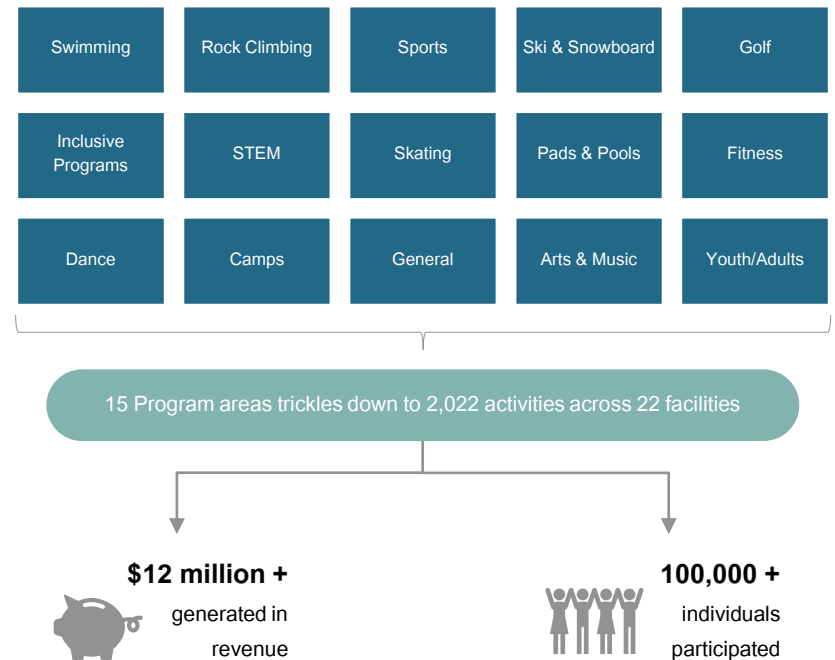 Swimming
Rock Climbing
Sports
Ski & Snowboard
Golf
Inclusive
Programs
STEM
Skating
Pads & Pools
Fitness
Dance
Camps
General
Arts & Music
Youth/Adults
15 Program areas trickles down to 2,022 activities across 22 facilities
$12 million +
generated in
revenue
100,000 +
individuals
participated